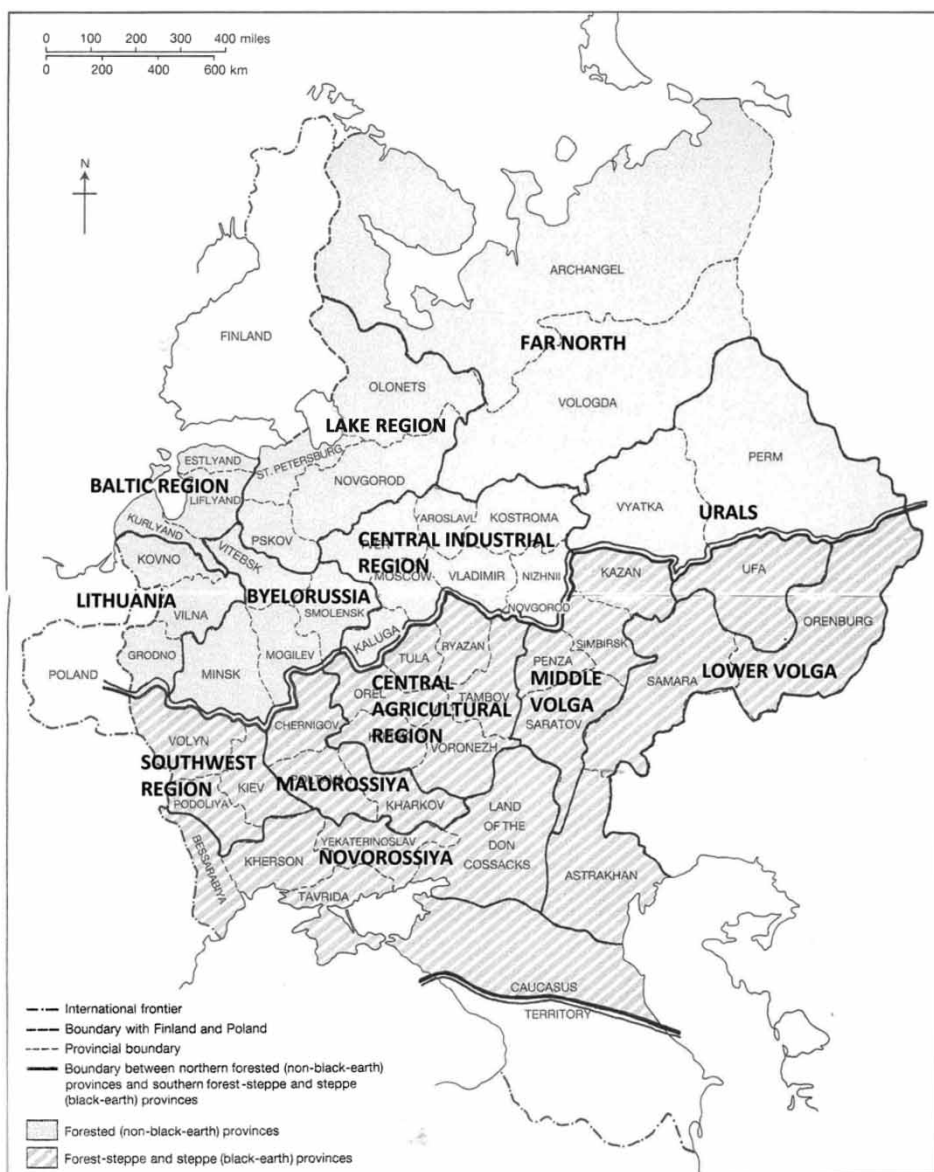 0 100 200 300 400 miles
0 200 400 600 km
N
ARCHANGEL
FINLAND
FAR NORTH
OLONETS
VOLOGDA
LAKE REGION
ESTLYAND
ST. PETERSBURG
PERM
BALTIC REGION
NOVGOROD
LIFLYAND
VYATKA
URALS
YAROSLAVL
KOSTROMA
KURLYAND
PSKOV
CENTRAL INDUSTRIAL
REGION
VITEBSK
KOVNO
MOSCOW
VLADIMIR
NIZHNII
NOVGOROD
KAZAN
UFA
LITHUANIA
BYELORUSSIA
SMOLENSK
VILNA
ORENBURG
KALUGA
GRODNO
MOGILEV
RYAZAN
SIMBIRSK
POLAND
MINSK
TULA
PENZA
SAMARA
LOWER VOLGA
OREL
CENTRAL
AGRICULTURAL
REGION
TAMBOV
MIDDLE
VOLGA
SARATOV
CHERNIGOV
VOLYN
VORONEZH
SOUTHWEST
REGION
KIEV
MALOROSSIYA
PODOLIYA
KHARKOV
LAND
OF THE
DON
COSSACKS
BESSARABIYA
KHERSON
YEKATERINOSLAV
NOVOROSSIYA
ASTRAKHAN
TAVRIDA
CAUCASUS
TERRITORY
International frontier
Boundary with Finland and Poland
Provincial boundary
Boundary between northern forested (non-black-earth)
provinces and southern forest-steppe and steppe
(black-earth) provinces
Forested (non-black-earth) provinces
Forest-steppe and steppe (black-earth) provinces